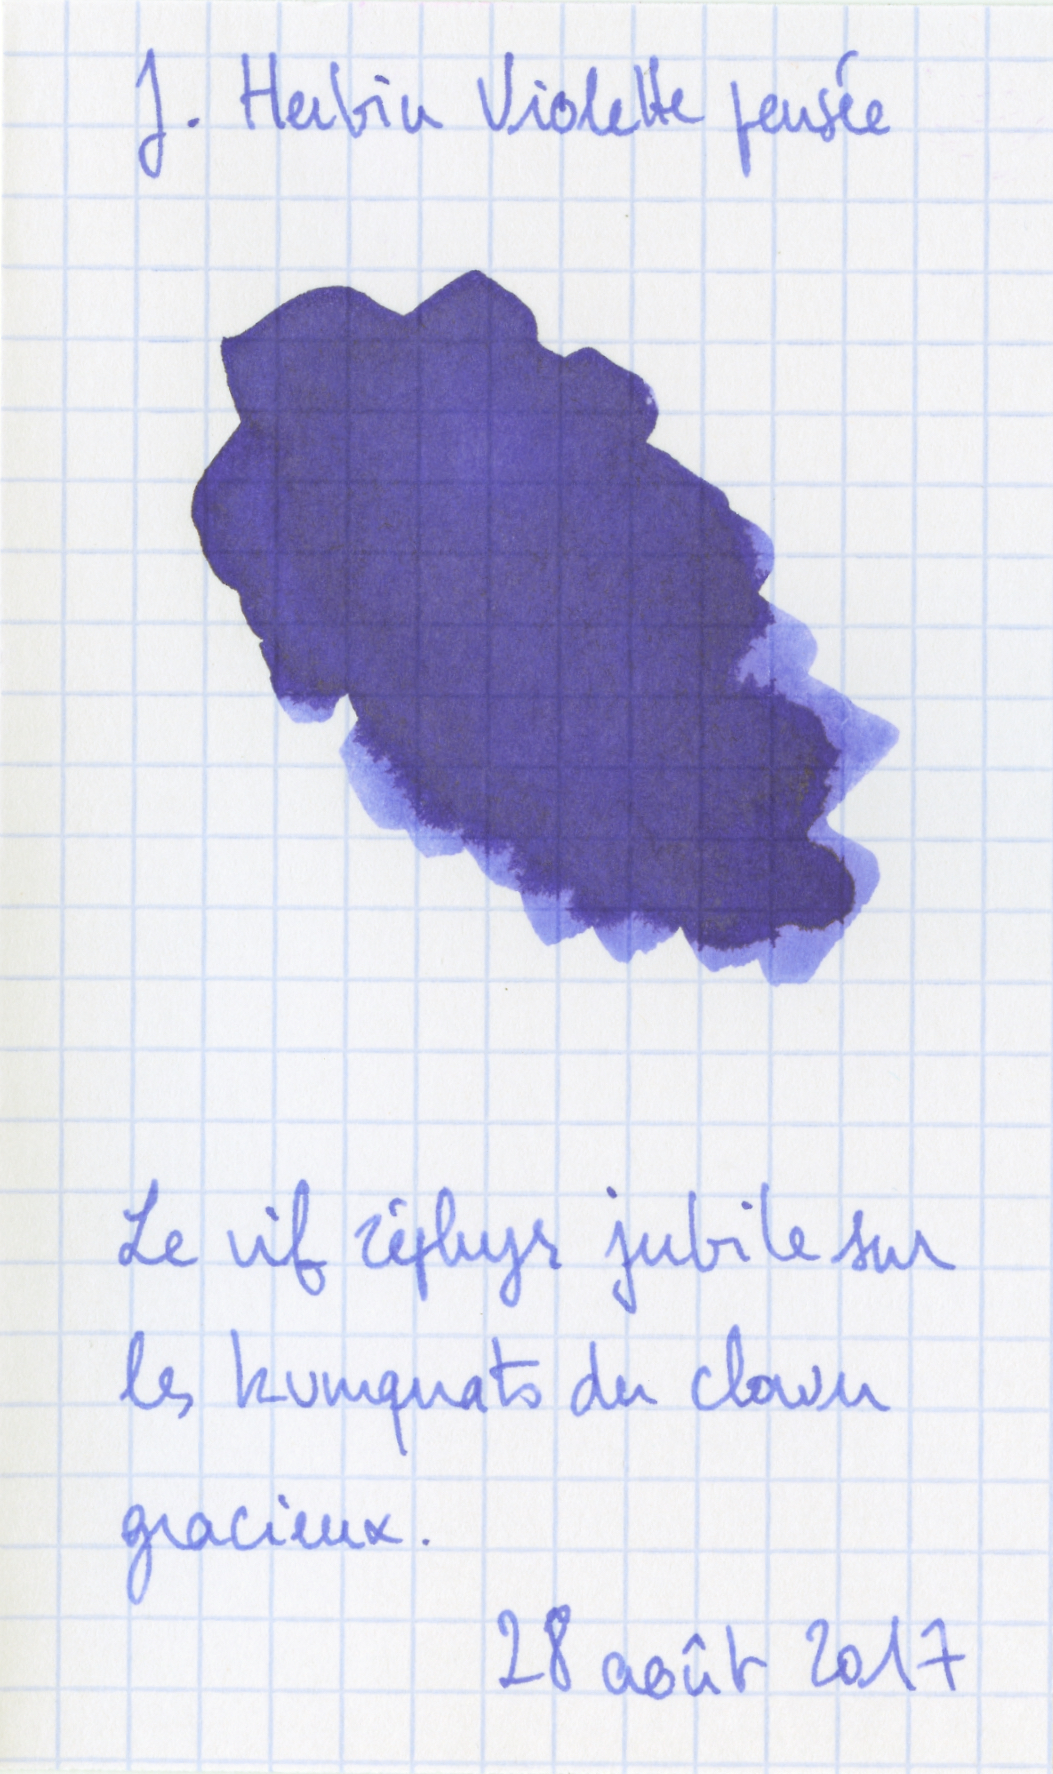 J. Herbin Violette pensée
Le vif zéphyr jubile sur
les kumquats du clown
gracieux.
28 août 2017